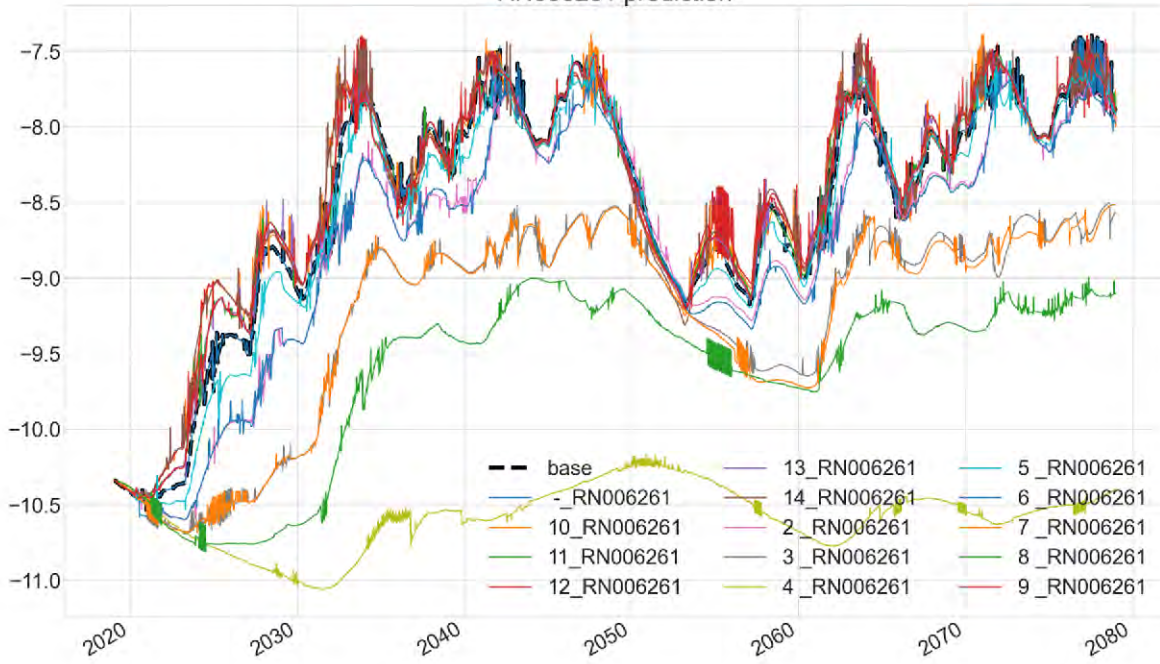 −7.5
−8.0
−8.5
−9.0
−9.5
−10.0
−10.5
−11.0
base
-_RN006261
10_RN006261
11_RN006261
12_RN006261
13_RN006261
14_RN006261
2 _RN006261
3 _RN006261
4 _RN006261
5 _RN006261
6 _RN006261
7 _RN006261
8 _RN006261
9 _RN006261
2020 2030 2040 2050 2060 2070 2080